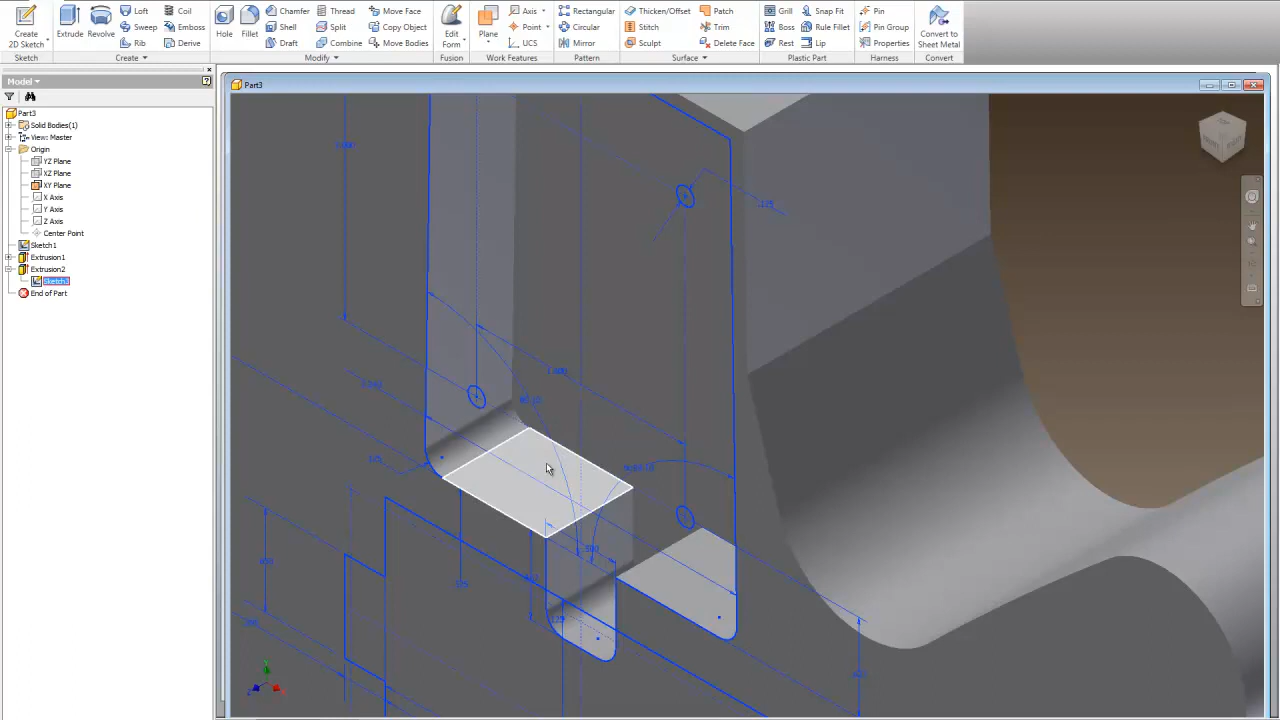 Create
2D Sketch
Extrude
Revolve
Loft
Sweep
Rib
Coil
Emboss
Derive
Hole
Fillet
Chamfer
Shell
Draft
Thread
Split
Combine
Move Face
Copy Object
Move Bodies
Edit
Form
Plane
Axis
Point
UCS
Rectangular
Circular
Mirror
Thicken/Offset
Stitch
Sculpt
Patch
Trim
Delete Face
Grill
Boss
Rest
Snap Fit
Rule Fillet
Lip
Pin
Pin Group
Properties
Convert to
Sheet Metal
Sketch
Create
Modify
Fusion
Work Features
Pattern
Surface
Plastic Part
Harness
Convert
Model
Part3
Part3
Solid Bodies(1)
View: Master
Origin
YZ Plane
XZ Plane
XY Plane
X Axis
Y Axis
Z Axis
Center Point
Sketch1
Extrusion1
Extrusion2
End of Part
.125
1.000